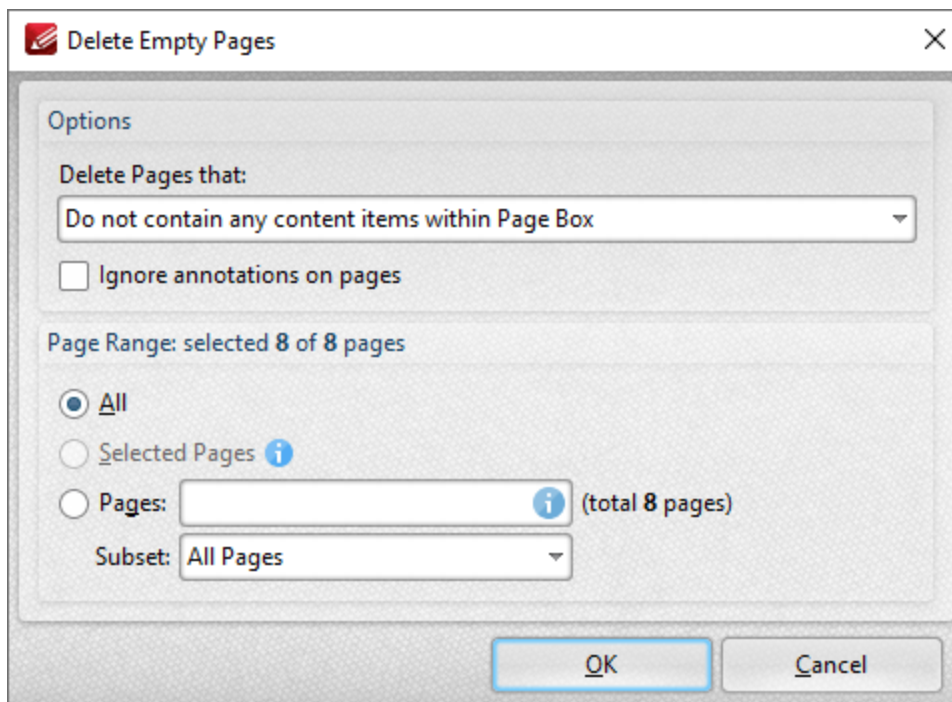 Delete Empty Pages
Options
Delete Pages that:
Do not contain any content items within Page Box
Ignore annotations on pages
Page Range: selected 8 of 8 pages
All
Selected Pages
Pages: (total 8 pages)
Subset: All Pages
OK Cancel